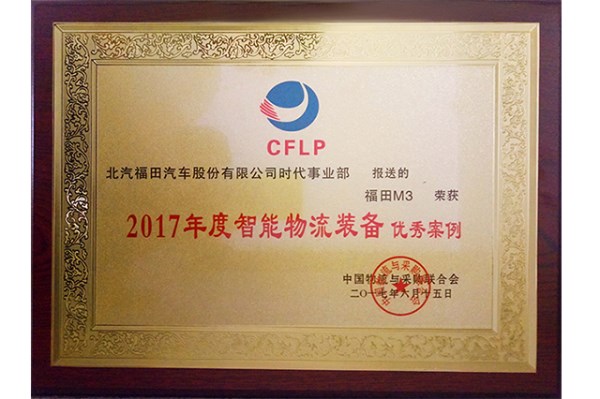 CFLP
北汽福田汽车股份有限公司时代事业部 报送的
福田M3 荣获
2017年度智能物流装备 优秀案例
中国物流与采购联合会
二〇一七年六月十五日